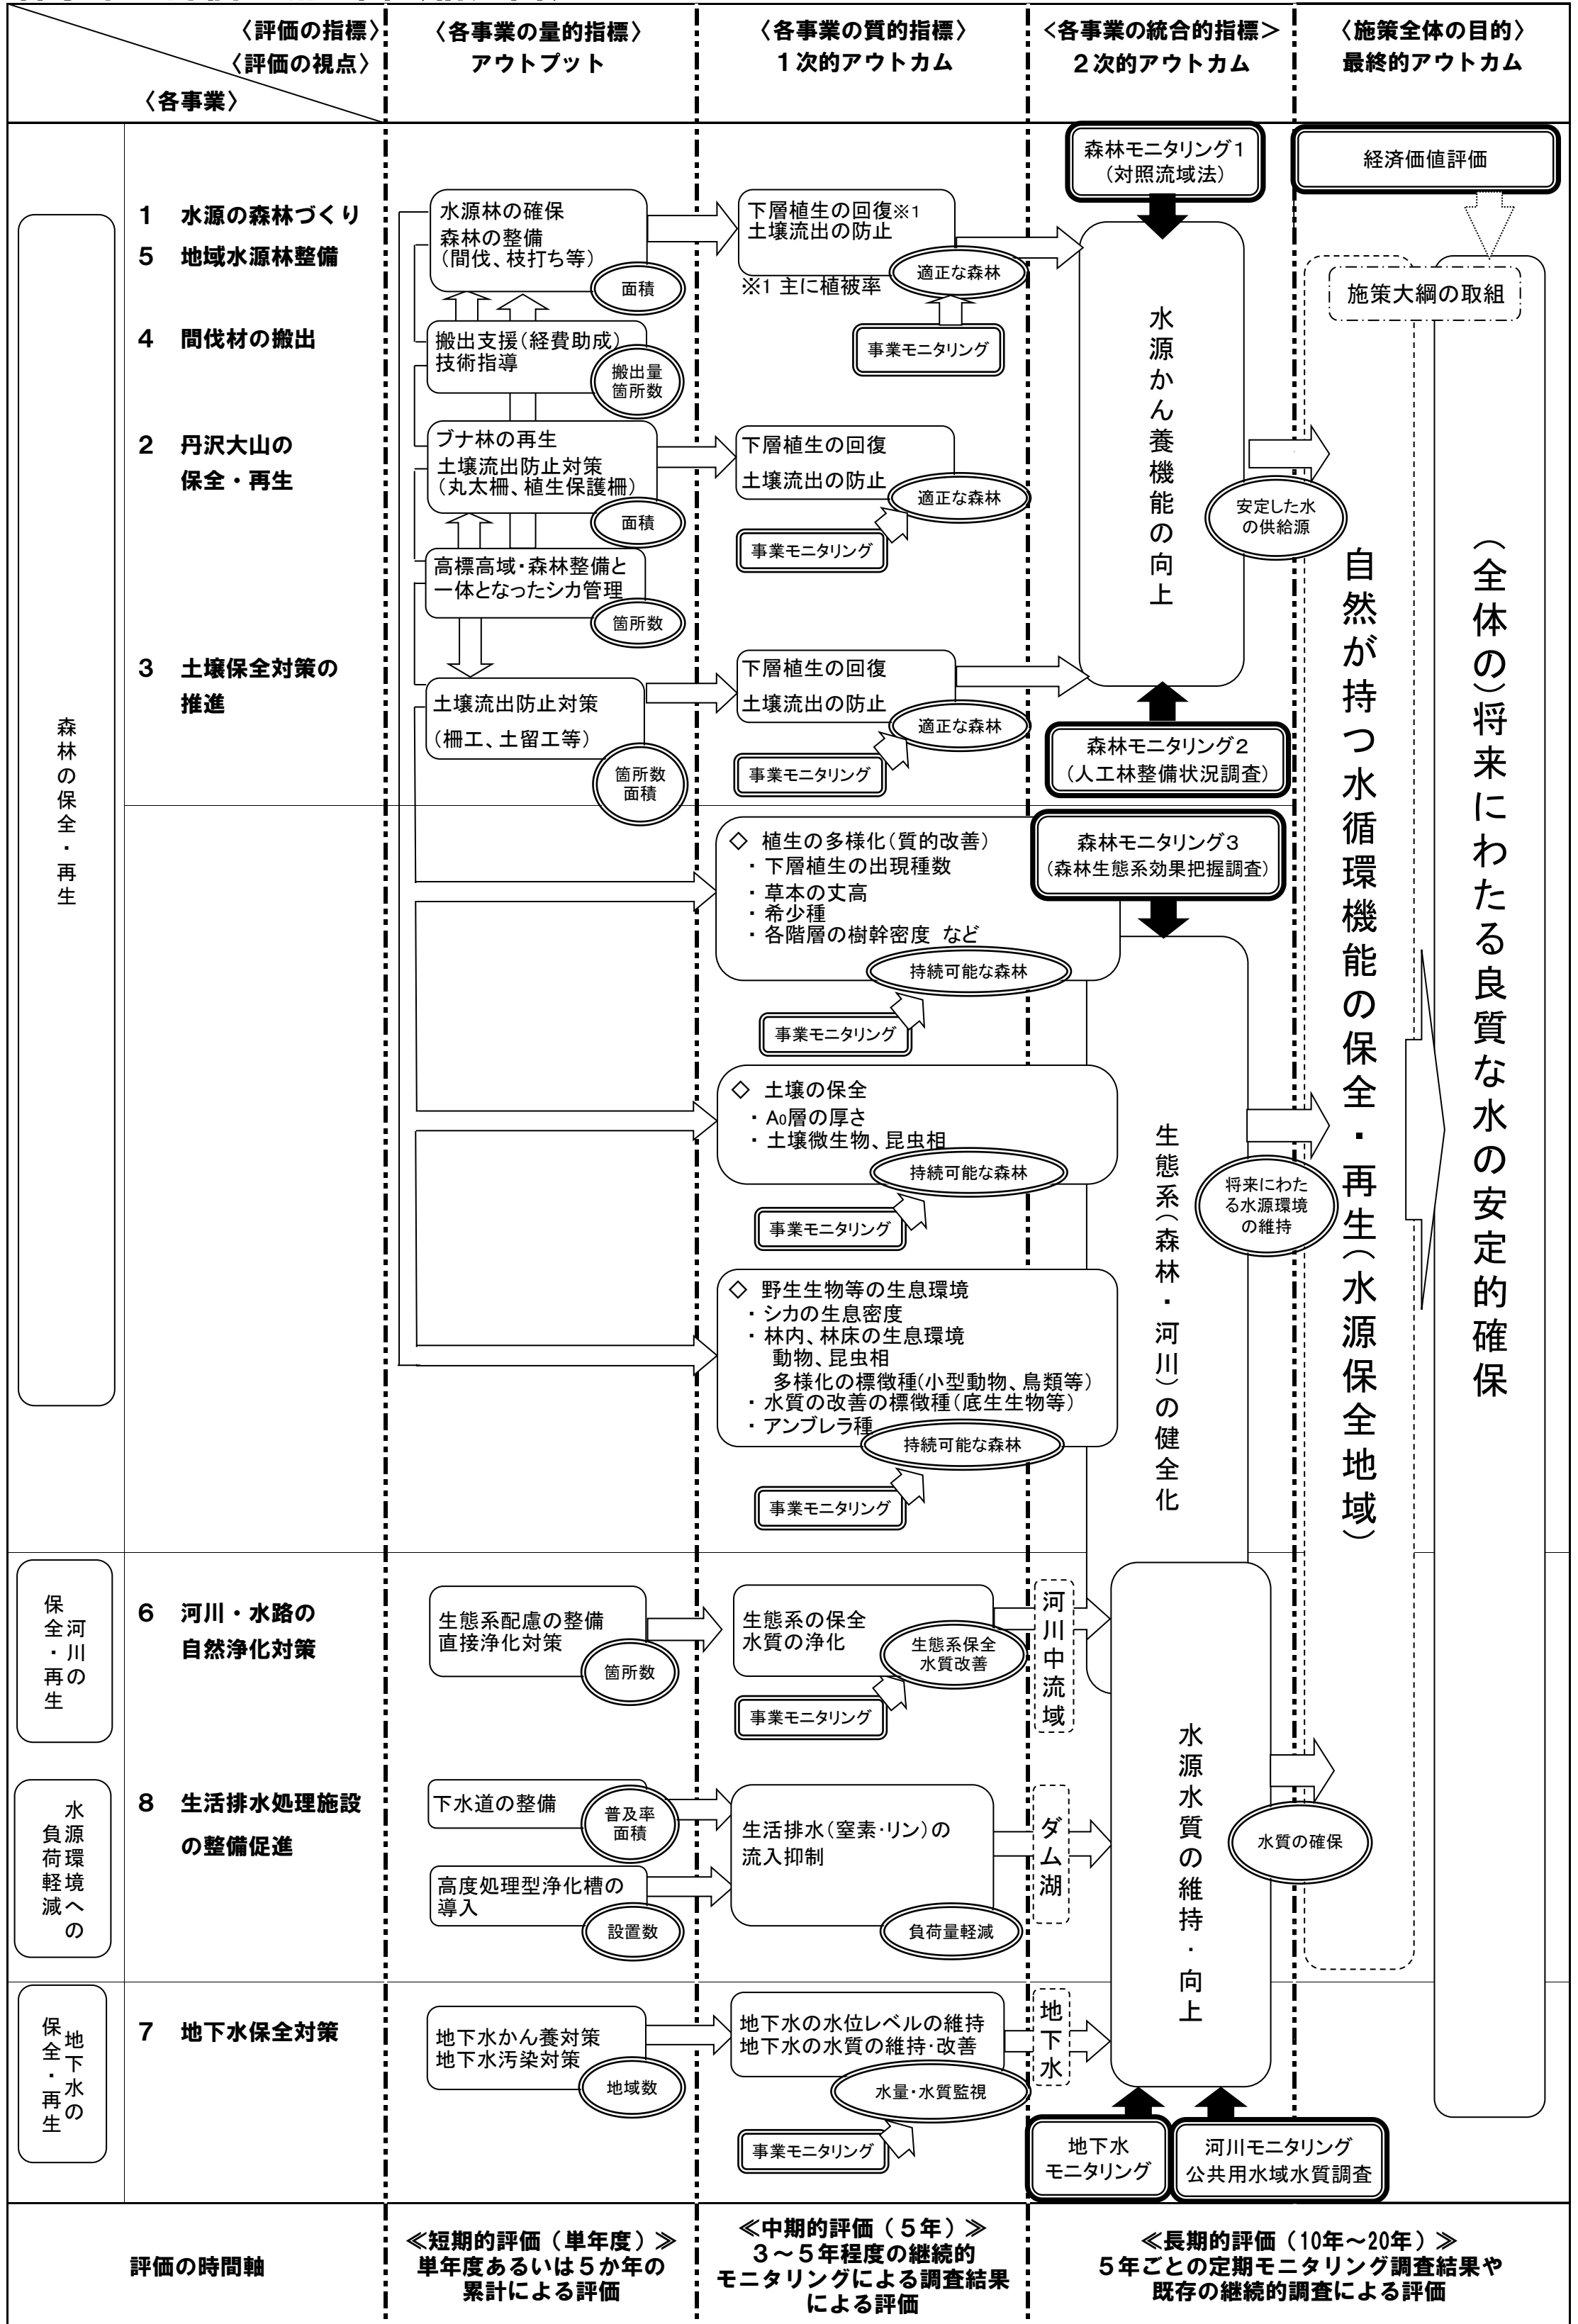 〈評価の指標〉
〈評価の視点〉
〈各事業〉
〈各事業の量的指標〉
アウトプット
〈各事業の質的指標〉
１次的アウトカム
＜各事業の統合的指標＞
２次的アウトカム
〈施策全体の目的〉
最終的アウトカム
森林の保全・再生
1 水源の森林づくり
5 地域水源林整備
4 間伐材の搬出
2 丹沢大山の
保全・再生
3 土壌保全対策の
推進
水源林の確保
森林の整備
（間伐、枝打ち等）
面積
搬出支援（経費助成）
技術指導
搬出量
箇所数
ブナ林の再生
土壌流出防止対策
（丸太柵、植生保護柵）
面積
高標高域・森林整備と
一体となったシカ管理
箇所数
土壌流出防止対策
（柵工、土留工等）
箇所数
面積
下層植生の回復※1
土壌流出の防止
適正な森林
※1 主に植被率
事業モニタリング
下層植生の回復
土壌流出の防止
適正な森林
事業モニタリング
下層植生の回復
土壌流出の防止
適正な森林
事業モニタリング
◇ 植生の多様化（質的改善）
・下層植生の出現種数
・草本の丈高
・希少種
・各階層の樹幹密度 など
持続可能な森林
事業モニタリング
◇ 土壌の保全
・A0層の厚さ
・土壌微生物、昆虫相
持続可能な森林
事業モニタリング
◇ 野生生物等の生息環境
・シカの生息密度
・林内、林床の生息環境
動物、昆虫相
多様化の標徴種（小型動物、鳥類等）
・水質の改善の標徴種（底生生物等）
・アンブレラ種
持続可能な森林
事業モニタリング
森林モニタリング１
（対照流域法）
水源かん養機能の向上
安定した水
の供給源
森林モニタリング２
（人工林整備状況調査）
森林モニタリング３
（森林生態系効果把握調査）
生態系（森林・河川）の健全化
将来にわた
る水源環境
の維持
経済価値評価
施策大綱の取組
自然が持つ水循環機能の保全・再生（水源保全地域）
（全体の）将来にわたる良質な水の安定的確保
河川の
保全・再生
6 河川・水路の
自然浄化対策
生態系配慮の整備
直接浄化対策
箇所数
生態系の保全
水質の浄化
生態系保全
水質改善
事業モニタリング
河川中流域
水源環境への
負荷軽減
8 生活排水処理施設
の整備促進
下水道の整備
普及率
面積
高度処理型浄化槽の
導入
設置数
生活排水（窒素・リン）の
流入抑制
負荷量軽減
ダム湖
水源水質の維持・向上
水質の確保
地下水の
保全・再生
7 地下水保全対策
地下水かん養対策
地下水汚染対策
地域数
地下水の水位レベルの維持
地下水の水質の維持・改善
水量・水質監視
事業モニタリング
地下水
地下水
モニタリング
河川モニタリング
公共用水域水質調査
評価の時間軸
≪短期的評価（単年度）≫
単年度あるいは５か年の
累計による評価
≪中期的評価（５年）≫
３～５年程度の継続的
モニタリングによる調査結果
による評価
≪長期的評価（10年～20年）≫
５年ごとの定期モニタリング調査結果や
既存の継続的調査による評価